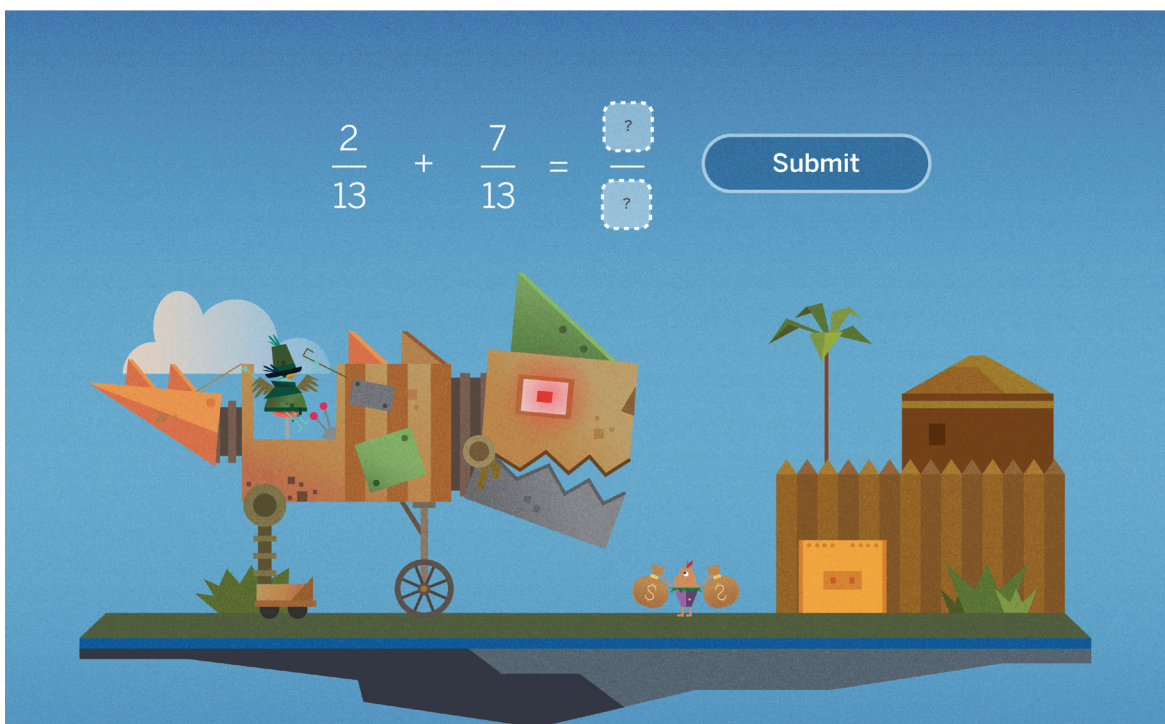 2/13 + 7/13 = ?/?
Submit
$ $